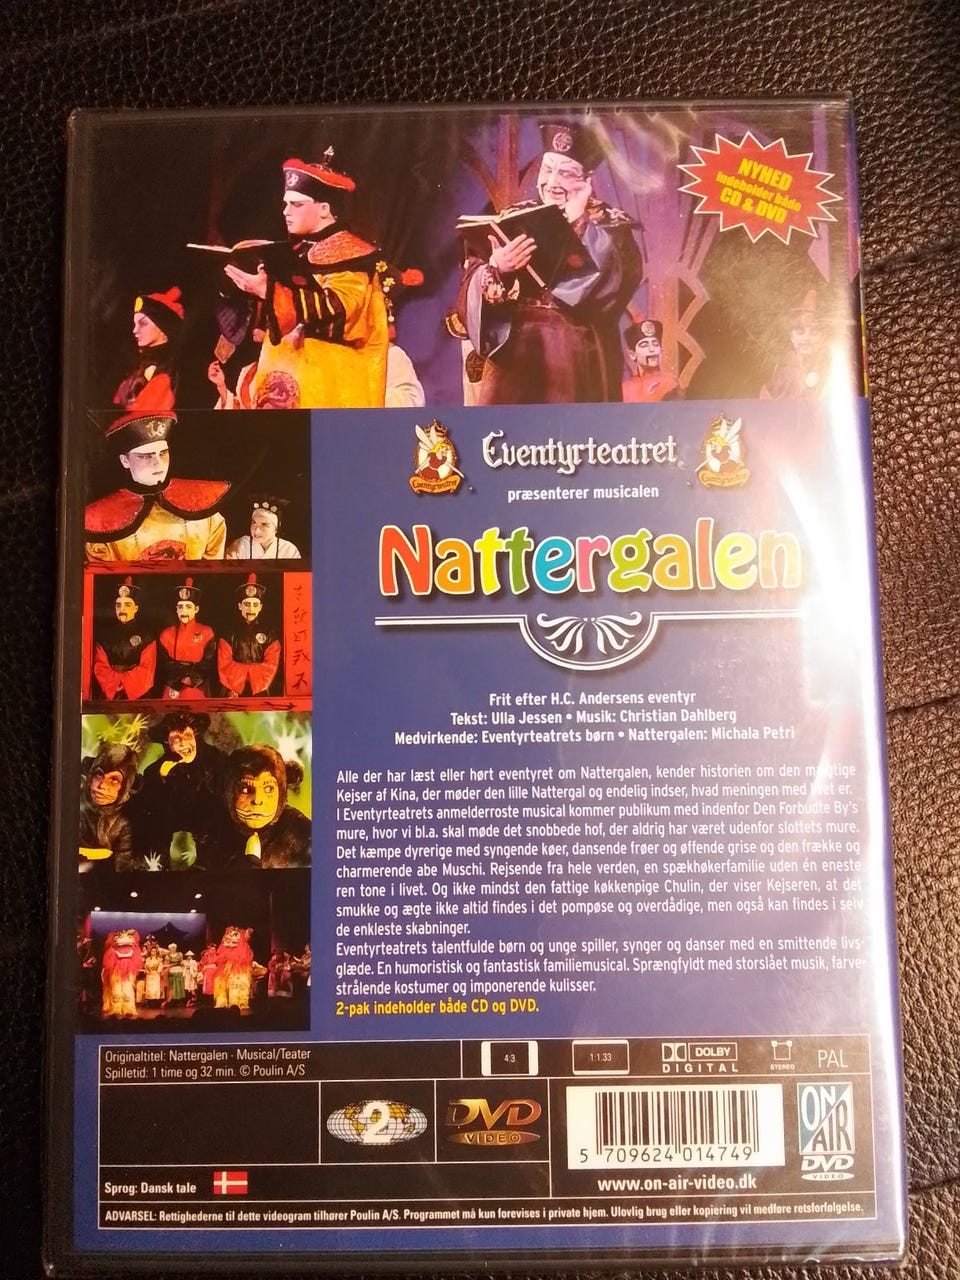 NYHED
indeholder både
CD & DVD
Eventyrteatret
Eventyrteatret
Eventyrteatret
præsenterer musicalen
Nattergalen
Frit efter H.C. Andersens eventyr
Tekst: Ulla Jessen • Musik: Christian Dahlberg
Medvirkende: Eventyrteatrets børn • Nattergalen: Michala Petri
Alle der har læst eller hørt eventyret om Nattergalen, kender historien om den mægtige
Kejser af Kina, der møder den lille Nattergal og endelig indser, hvad meningen med livet er.
I Eventyrteatrets anmelderroste musical kommer publikum med indenfor Den Forbudte By's
mure, hvor vi bl.a. skal møde det snobbede hof, der aldrig har været udenfor slottets mure.
Det kæmpe dyrerige med syngende køer, dansende frøer og øffende grise og den frække og
charmerende abe Muschi. Rejsende fra hele verden, en spækhøkerfamilie uden én eneste
ren tone i livet. Og ikke mindst den fattige køkkenpige Chulin, der viser Kejseren, at det
smukke og ægte ikke altid findes i det pompøse og overdådige, men også kan findes i selv
de enkleste skabninger.
Eventyrteatrets talentfulde børn og unge spiller, synger og danser med en smittende livs-
glæde. En humoristisk og fantastisk familiemusical. Sprængfyldt med storslået musik, farve-
strålende kostumer og imponerende kulisser.
2-pak indeholder både CD og DVD.
Originaltitel: Nattergalen · Musical/Teater
Spilletid: 1 time og 32 min. © Poulin A/S
4:3
1:1.33
DOLBY
DIGITAL
STEREO
PAL
2
DVD
VIDEO
5 709624 014749
www.on-air-video.dk
ON
AIR
DVD
VIDEO
Sprog: Dansk tale
ADVARSEL: Rettighederne til dette videogram tilhører Poulin A/S. Programmet må kun forevises i private hjem. Ulovlig brug eller kopiering vil medføre retsforfølgelse.